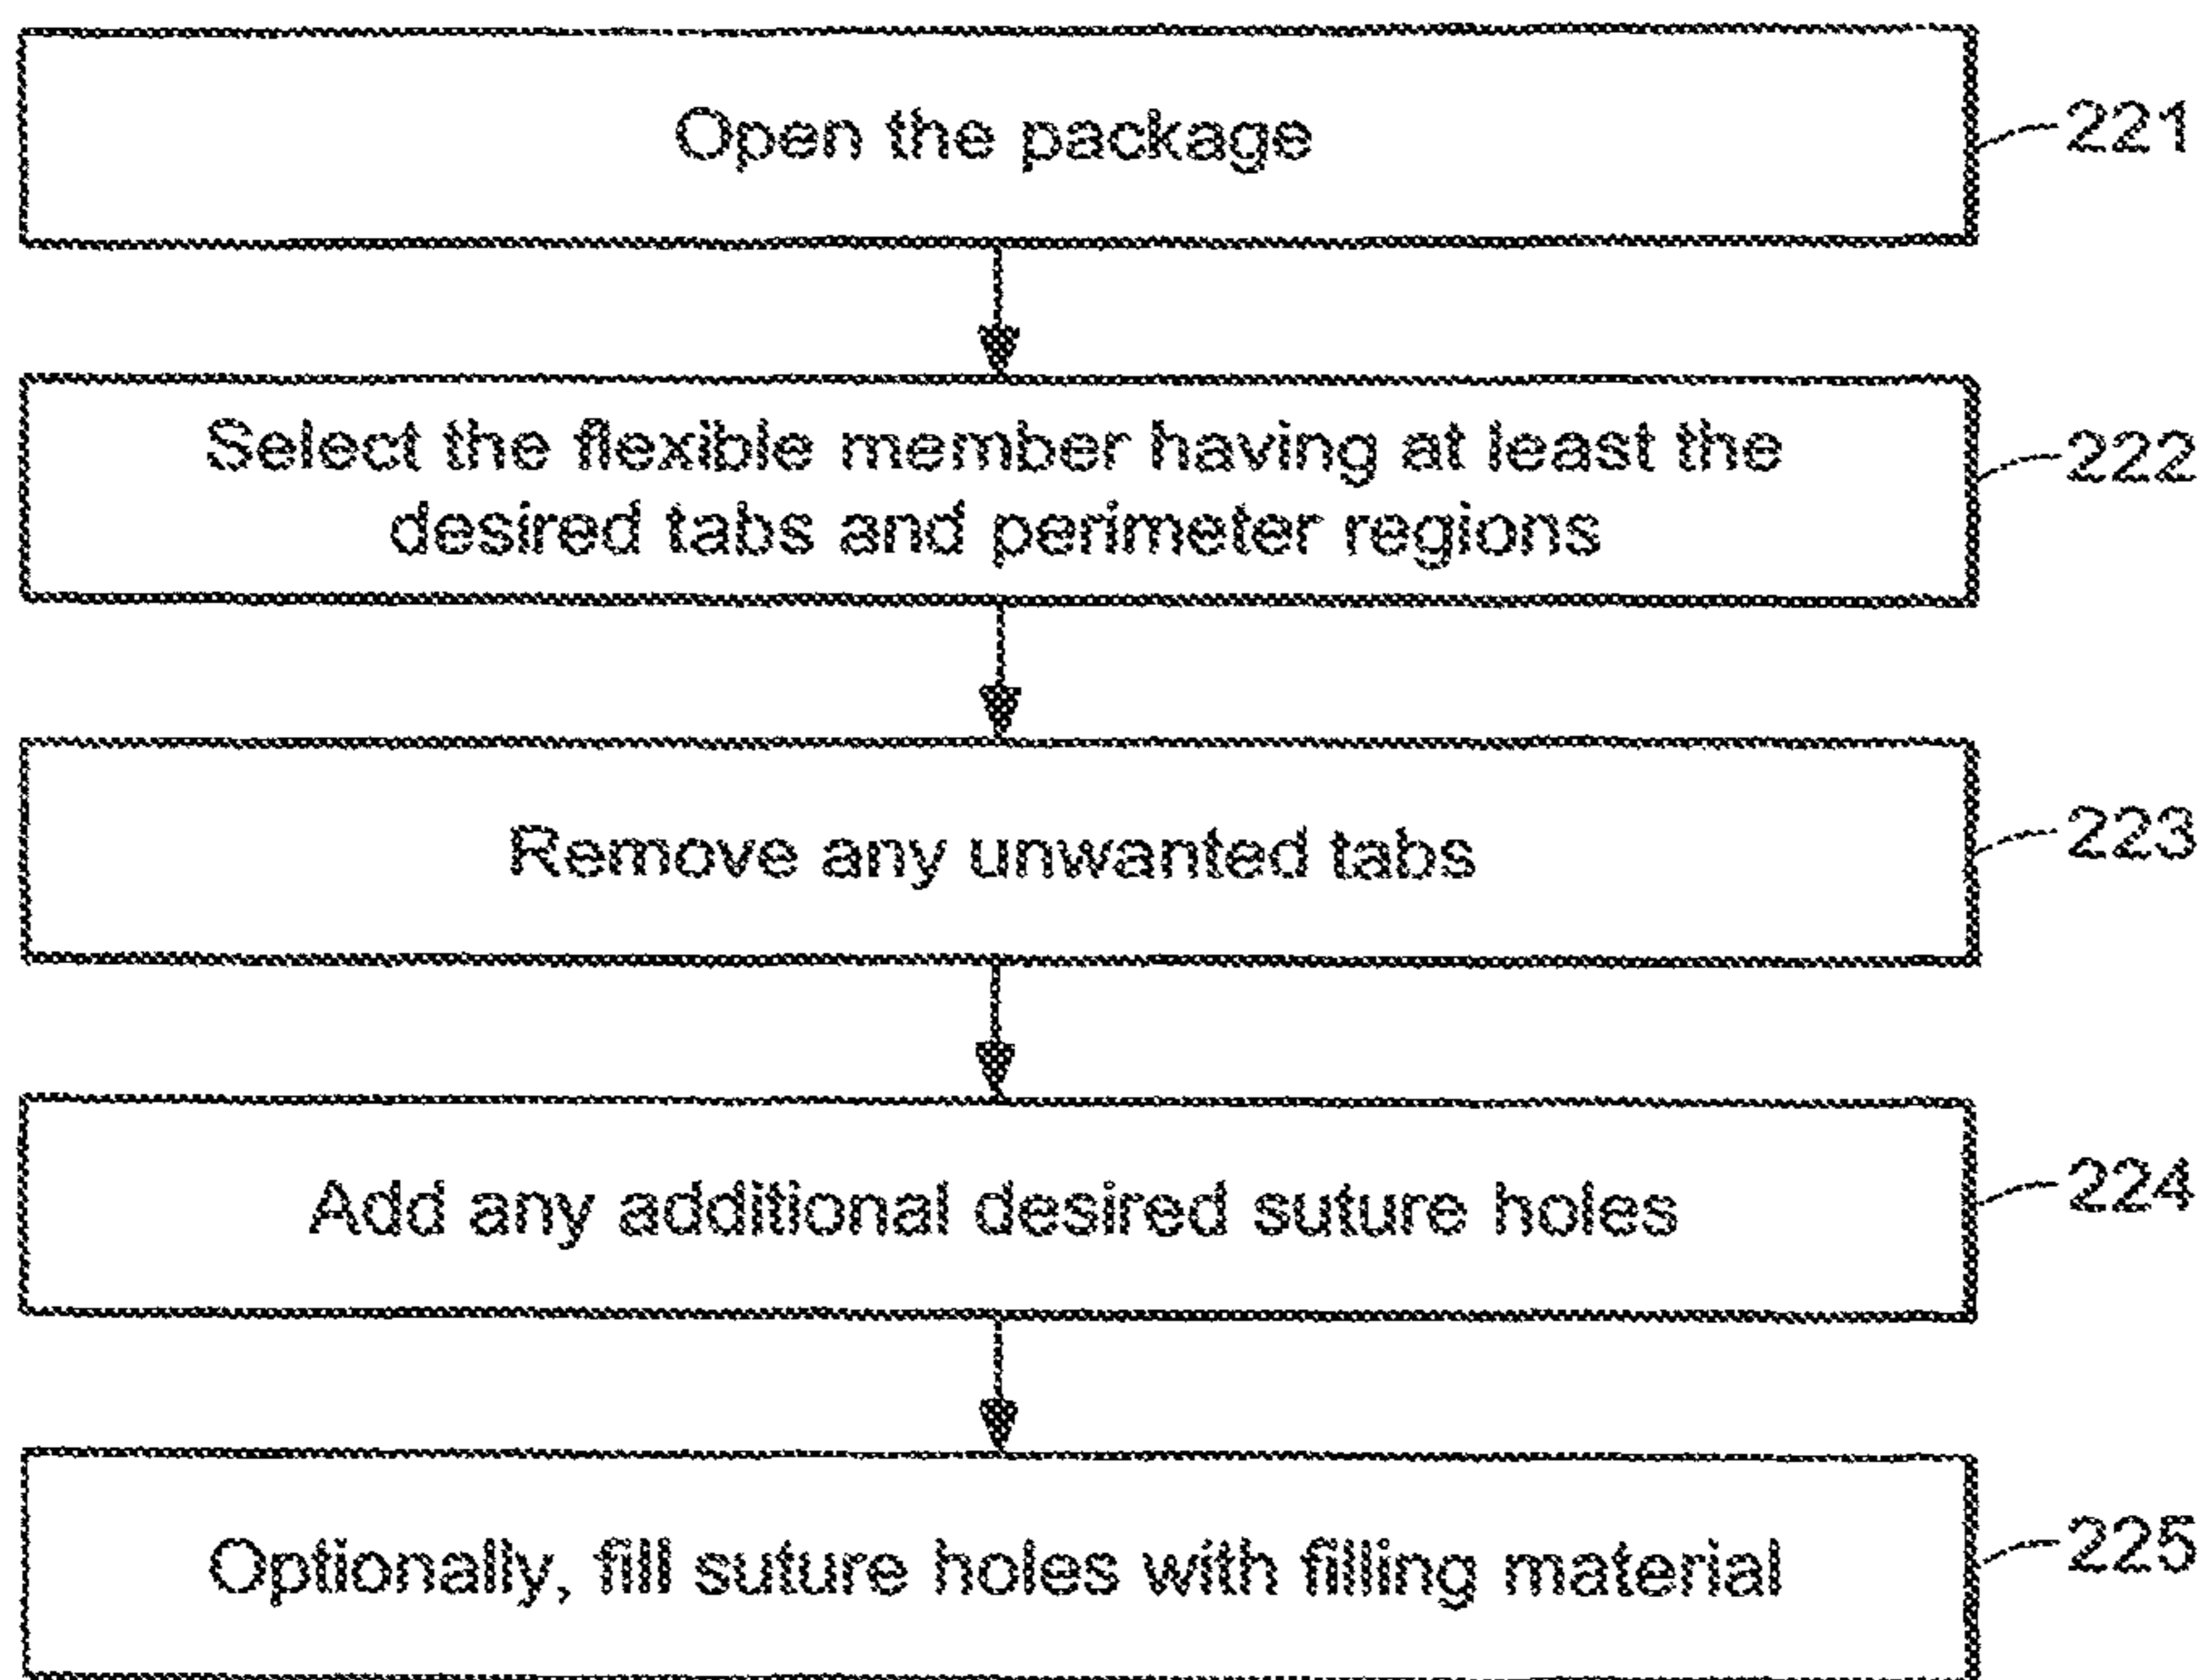 Open the package
221
Select the flexible member having at least the
desired tabs and perimeter regions
222
Remove any unwanted tabs
223
Add any additional desired suture holes
224
Optionally, fill suture holes with filling material
225